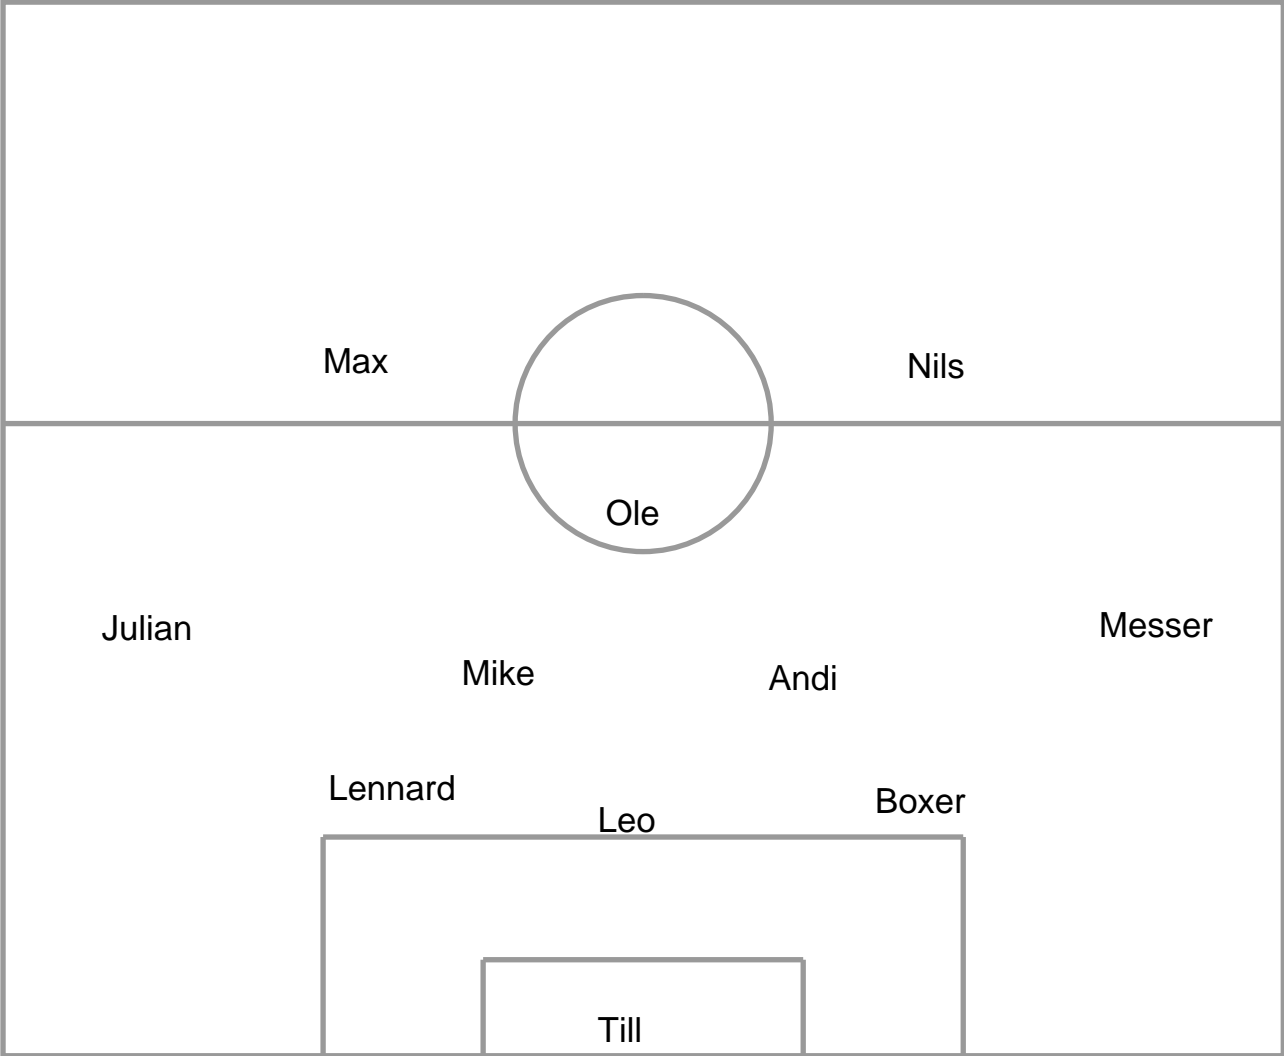 Max
Nils
Ole
Julian
Messer
Mike
Andi
Lennard
Boxer
Leo
Till